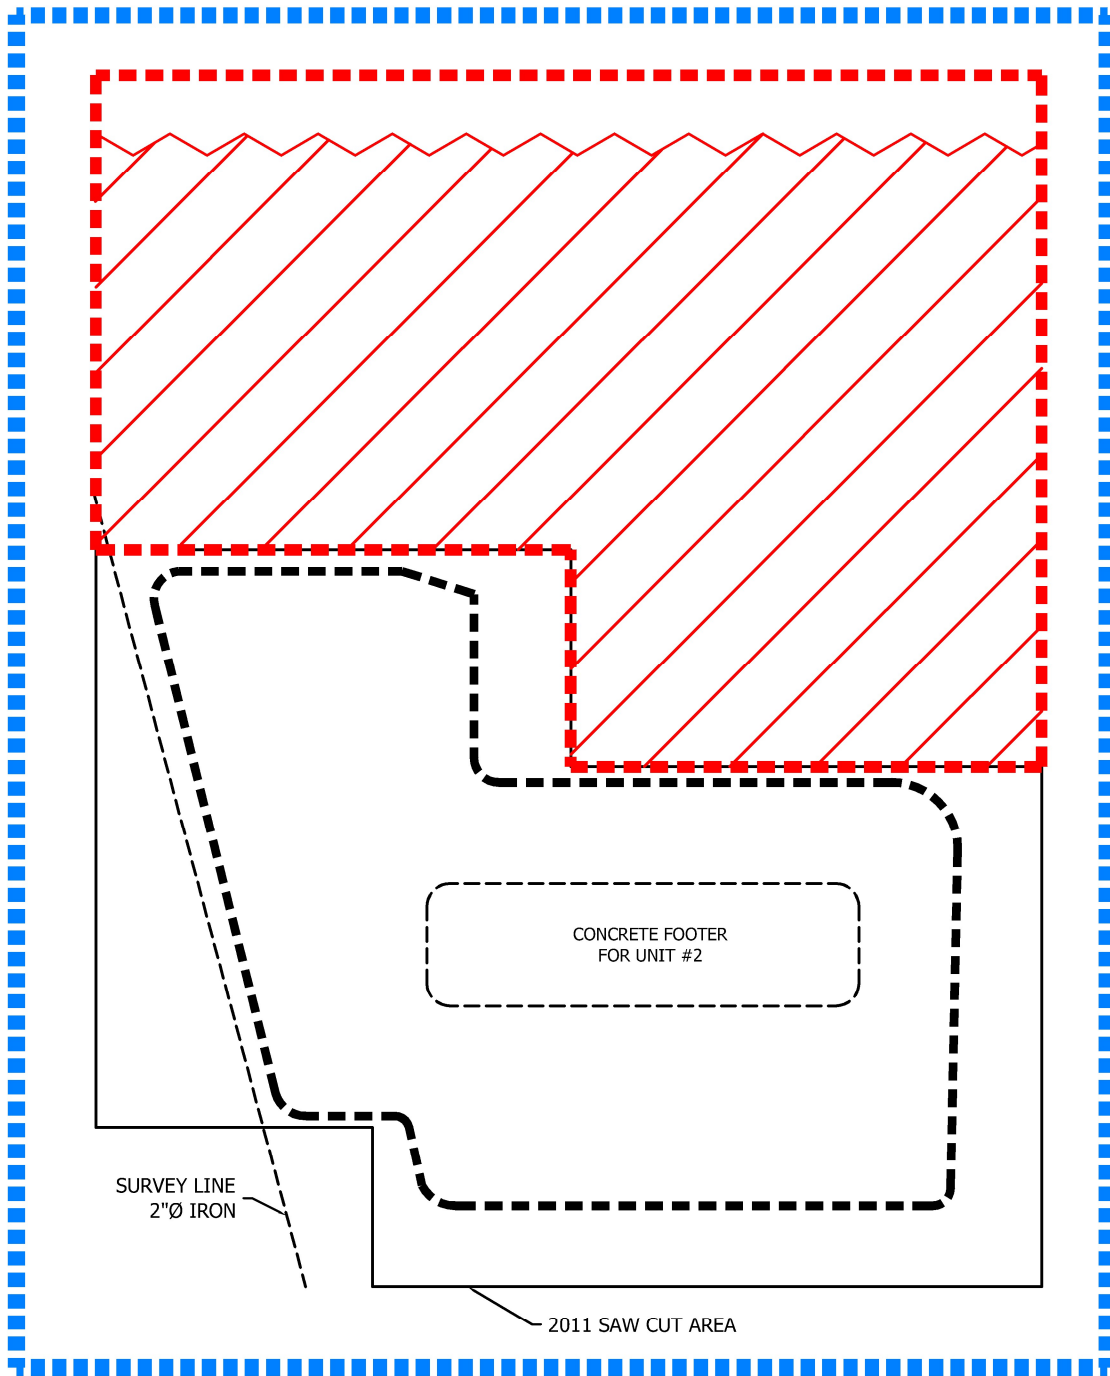 CONCRETE FOOTER
FOR UNIT #2
SURVEY LINE
2"Ø IRON
2011 SAW CUT AREA